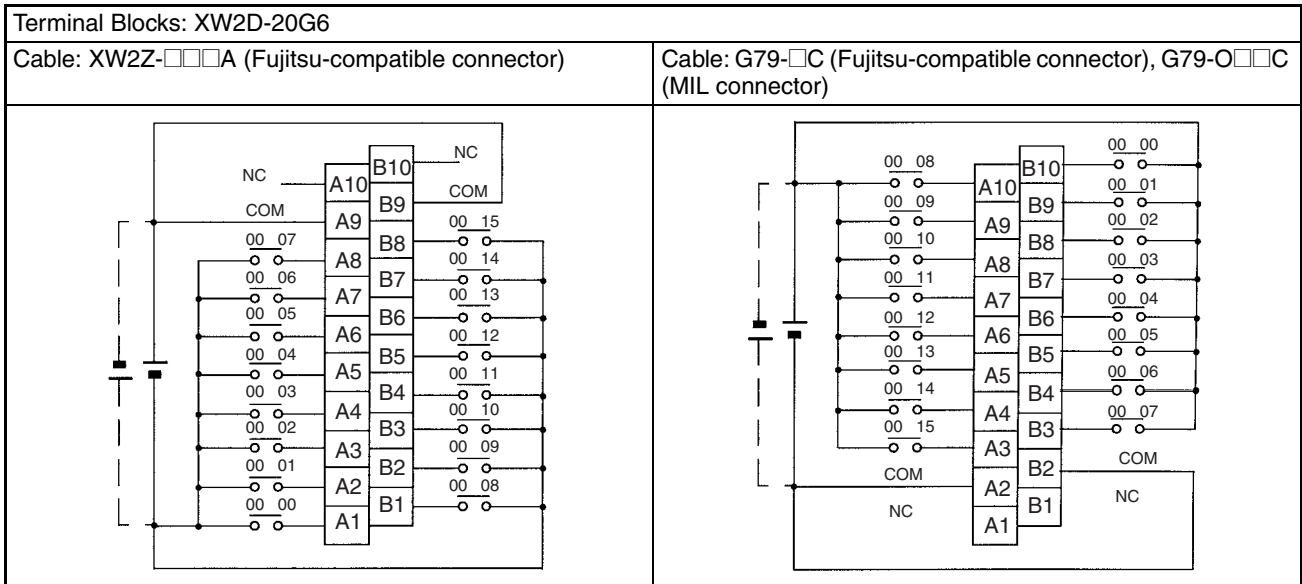 Terminal Blocks: XW2D-20G6
Cable: XW2Z-□□□A (Fujitsu-compatible connector)
Cable: G79-□C (Fujitsu-compatible connector), G79-O□□C
(MIL connector)
NC
B10
NC
A10
COM
COM
B9
A9
00 15
00 07
B8
A8
00 14
00 06
B7
A7
00 13
00 05
B6
A6
00 12
00 04
B5
A5
00 11
00 03
B4
A4
00 10
00 02
B3
A3
00 09
00 01
B2
A2
00 08
00 00
B1
A1
00 00
00 08
B10
A10
00 01
00 09
B9
A9
00 02
00 10
B8
A8
00 03
00 11
B7
A7
00 04
00 12
B6
A6
00 05
00 13
B5
A5
00 06
00 14
B4
A4
00 07
00 15
B3
A3
COM
COM
B2
A2
NC
NC
B1
A1